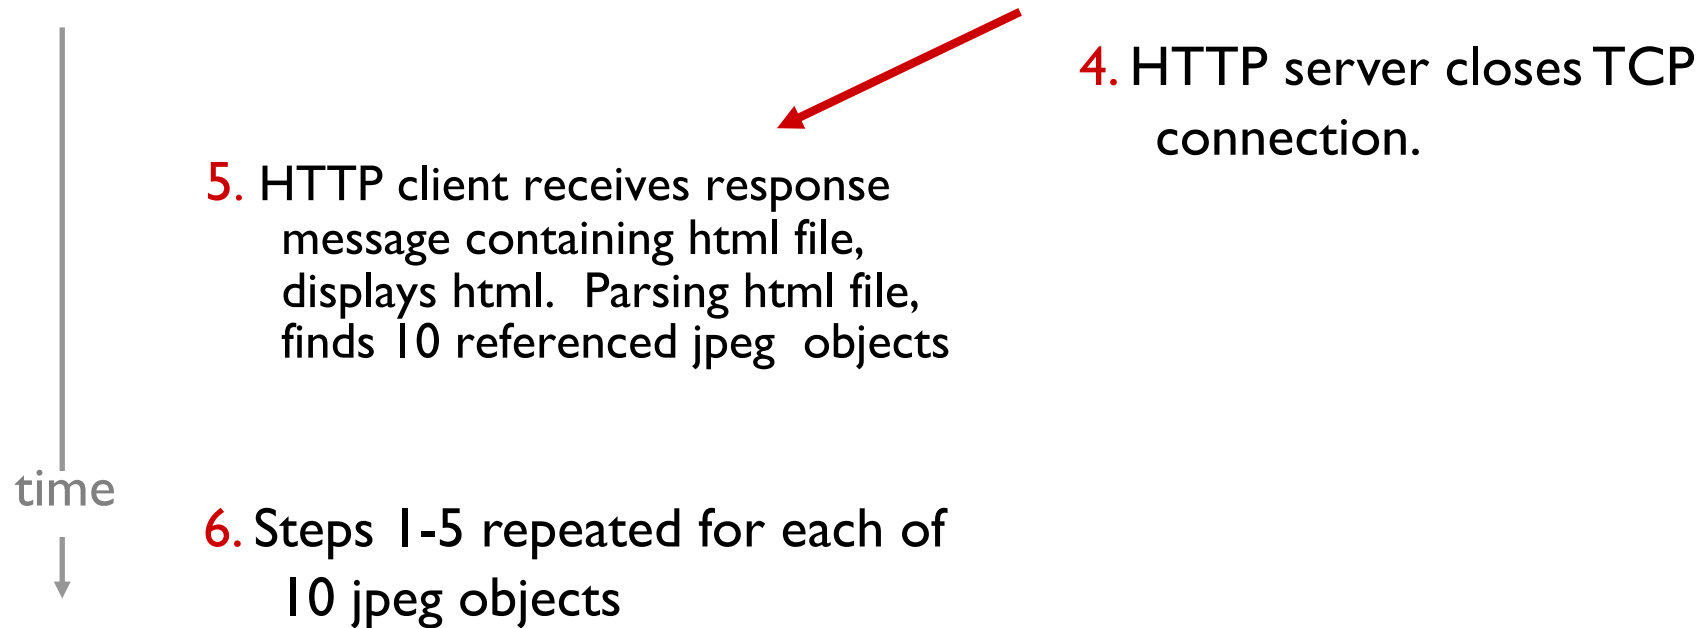 4. HTTP server closes TCP
connection.
5. HTTP client receives response
message containing html file,
displays html.  Parsing html file,
finds 10 referenced jpeg  objects
time
6. Steps 1-5 repeated for each of
10 jpeg objects